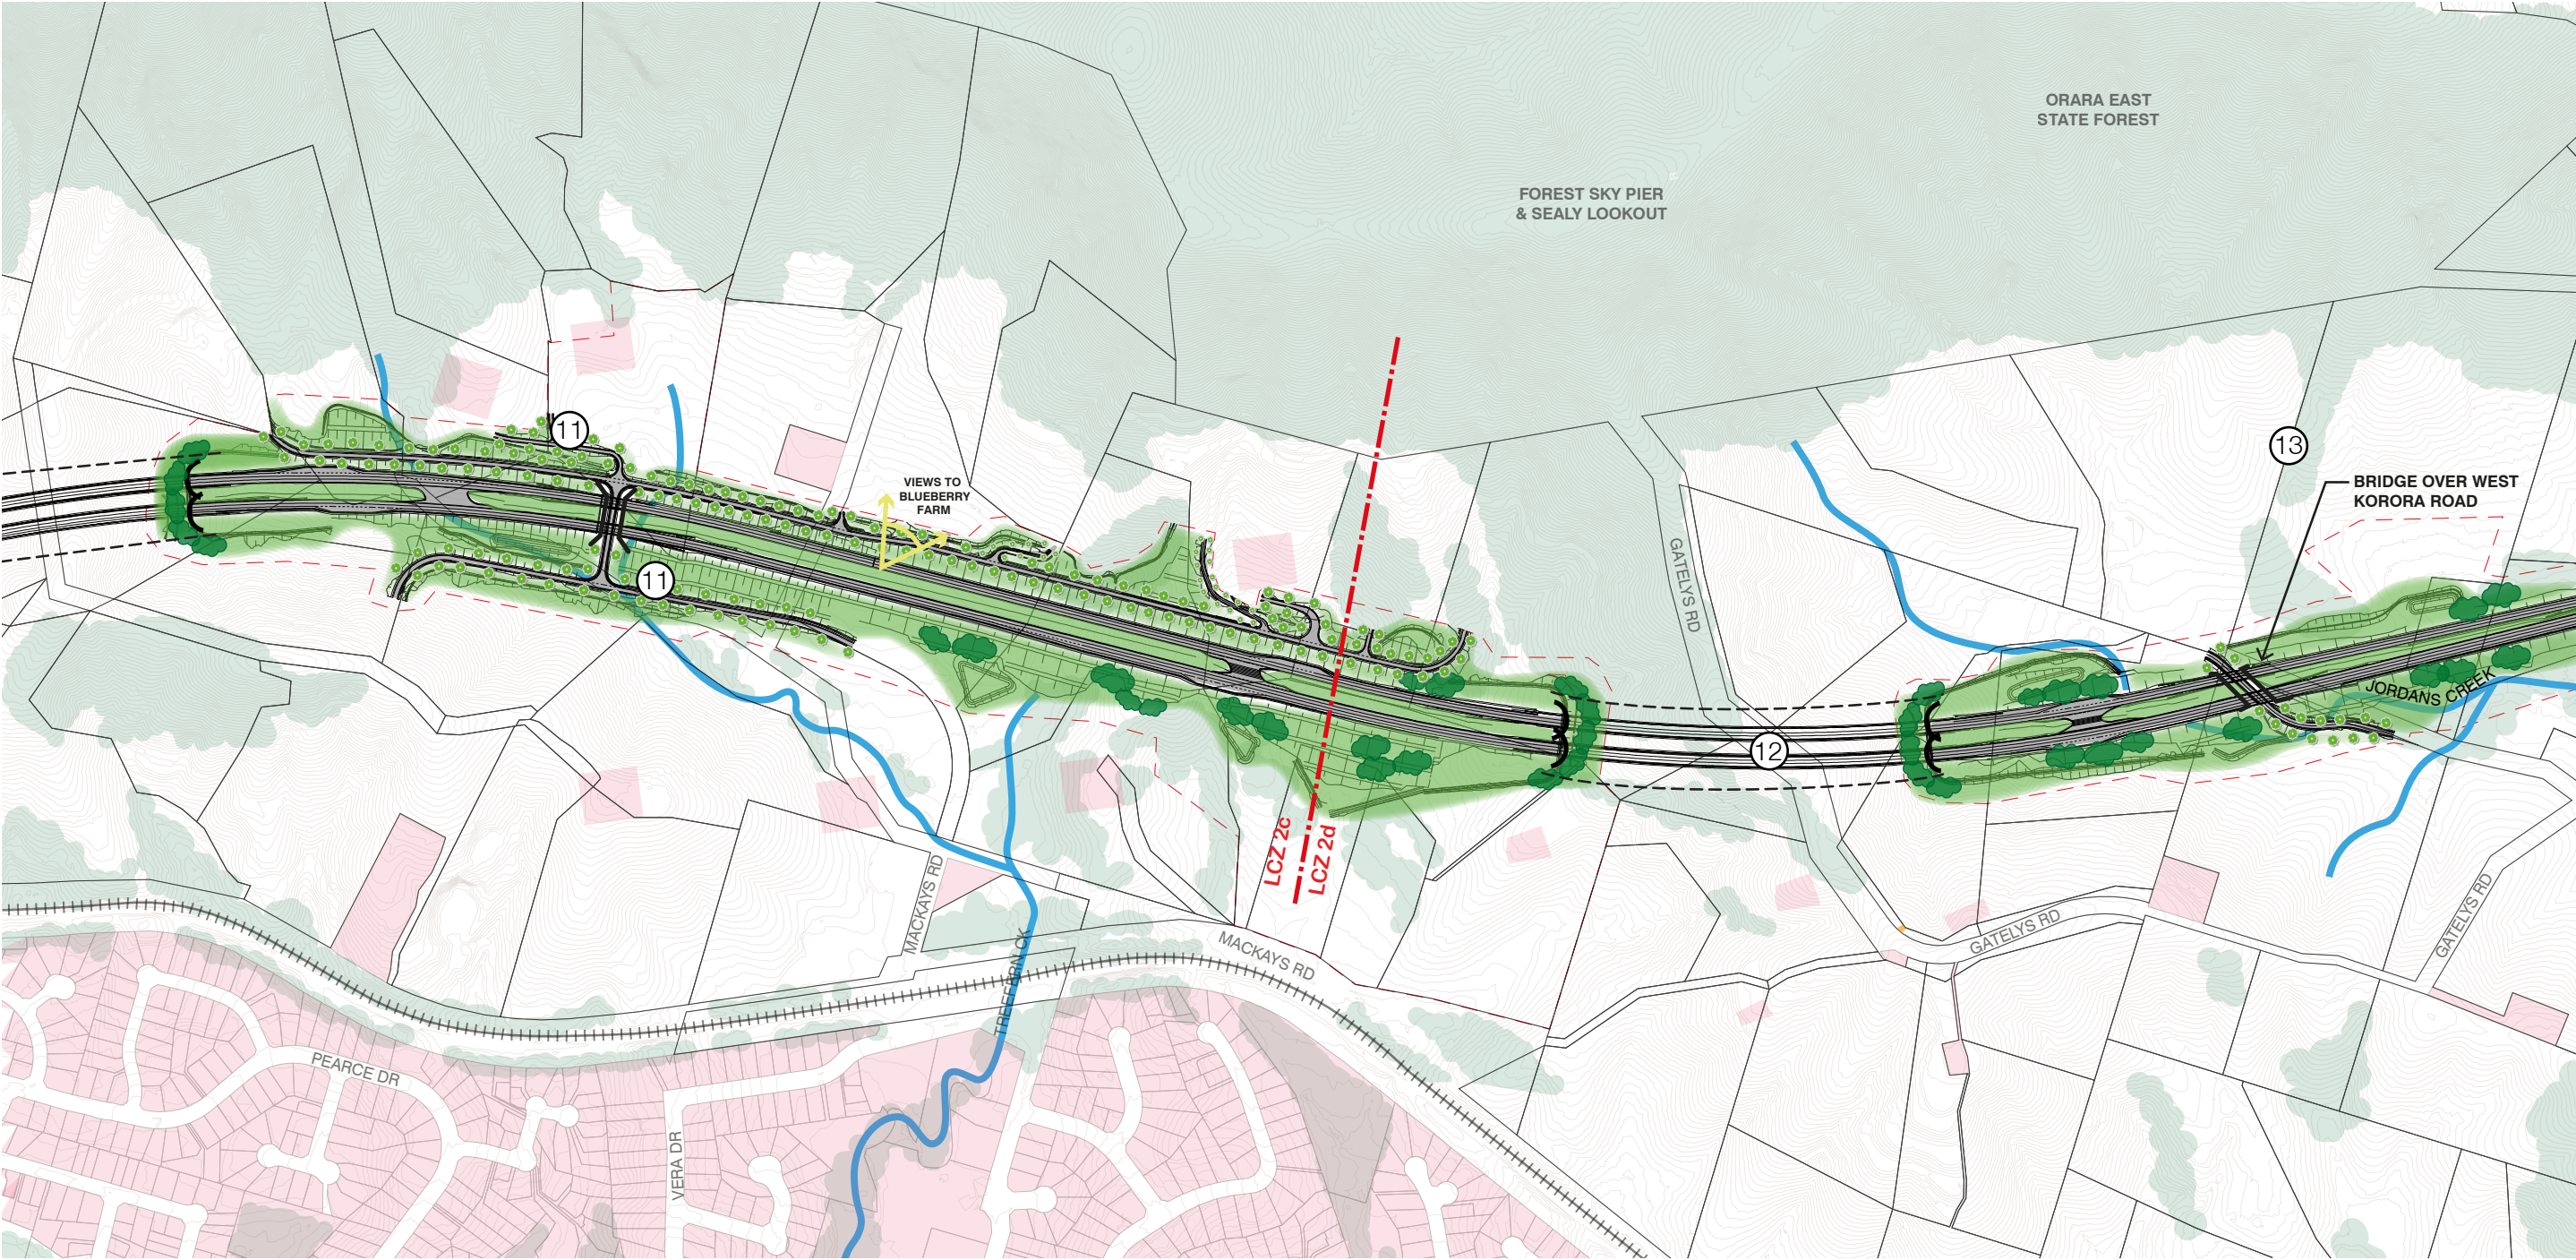 ORARA EAST
STATE FOREST
FOREST SKY PIER
& SEALY LOOKOUT
11
13
VIEWS TO
BLUEBERRY
FARM
BRIDGE OVER WEST
KORORA ROAD
GATELYS RD
11
JORDANS CREEK
12
LCZ 2c
LCZ 2d
MACKAYS RD
GATELYS RD
GATELYS RD
MACKAYS RD
TREEFERN CK
PEARCE DR
VERA DR